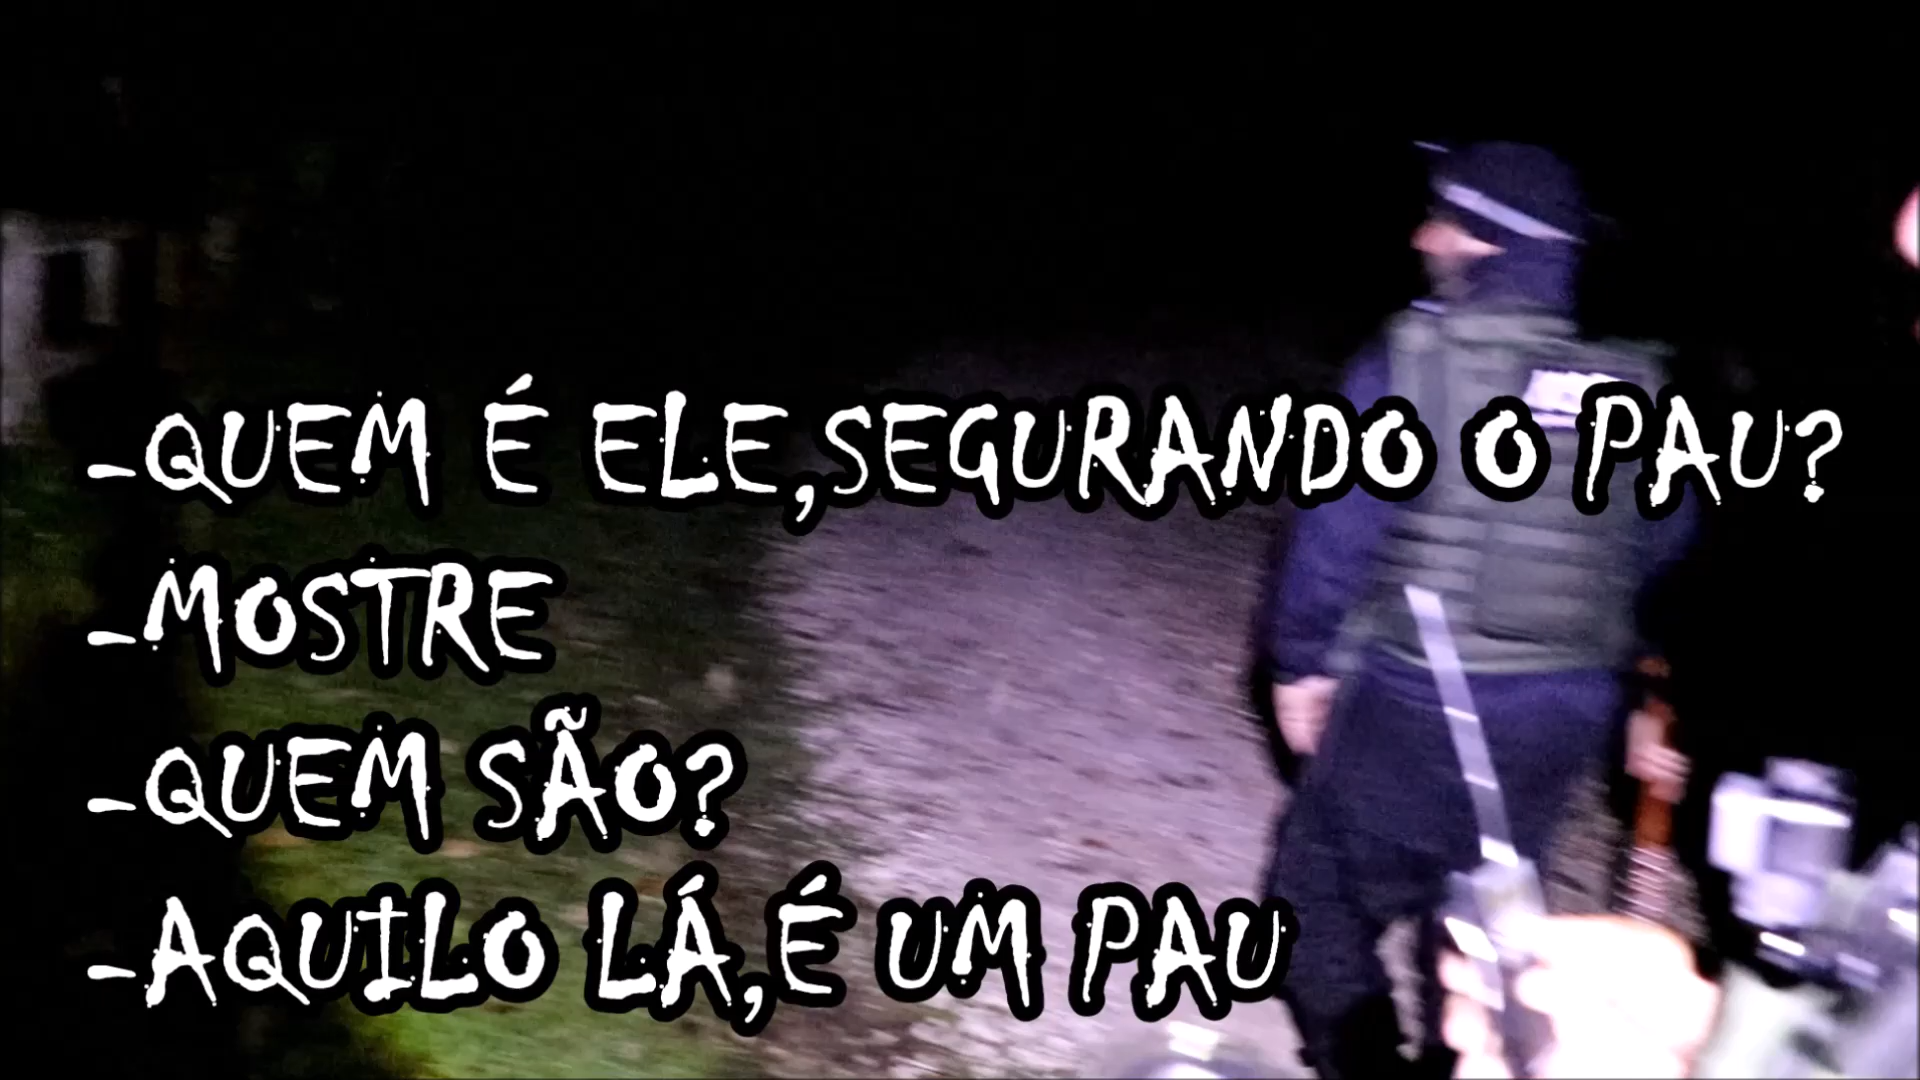 -QUEM É ELE,SEGURANDO O PAU?
-MOSTRE
-QUEM SÃO?
-AQUILO LÁ,É UM PAU